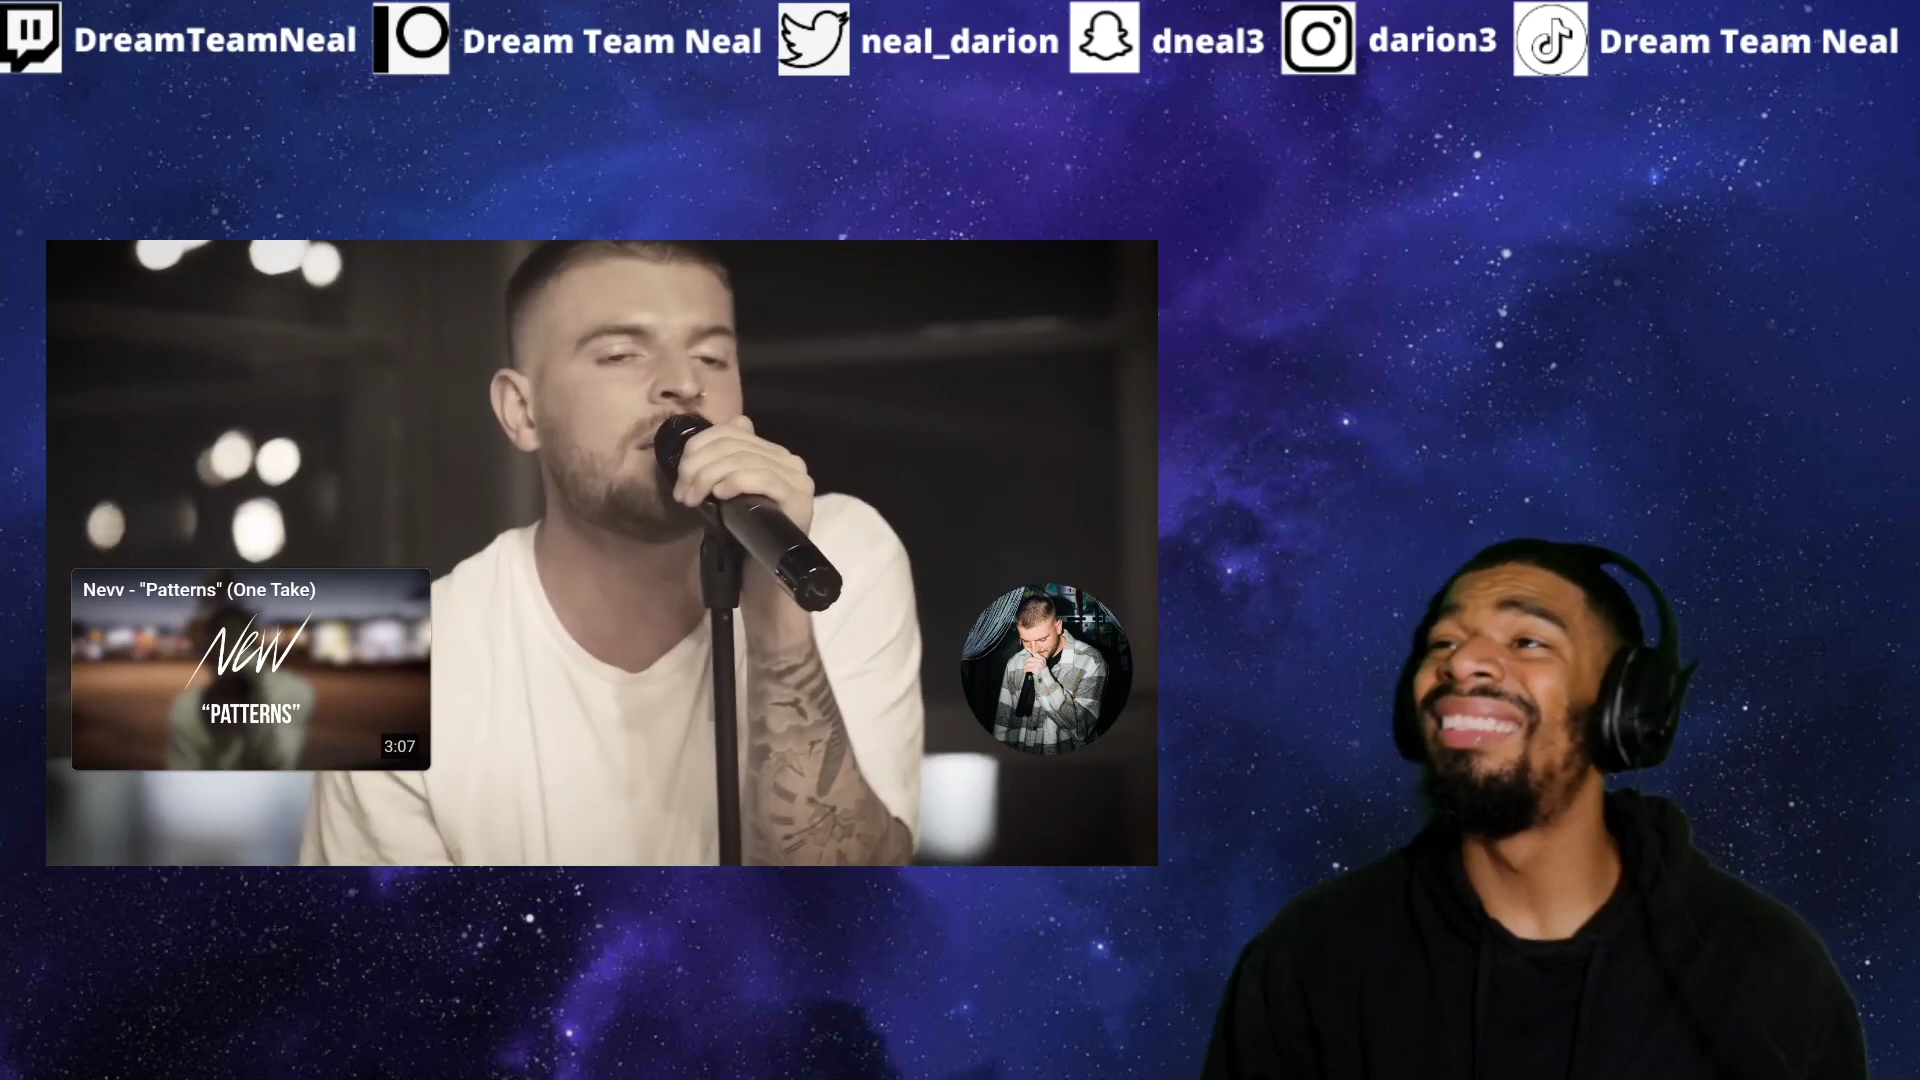 DreamTeamNeal Dream Team Neal neal_darion dneal3 darion3 Dream Team Neal
Nevv - "Patterns" (One Take)
Nevv
“PATTERNS”
3:07